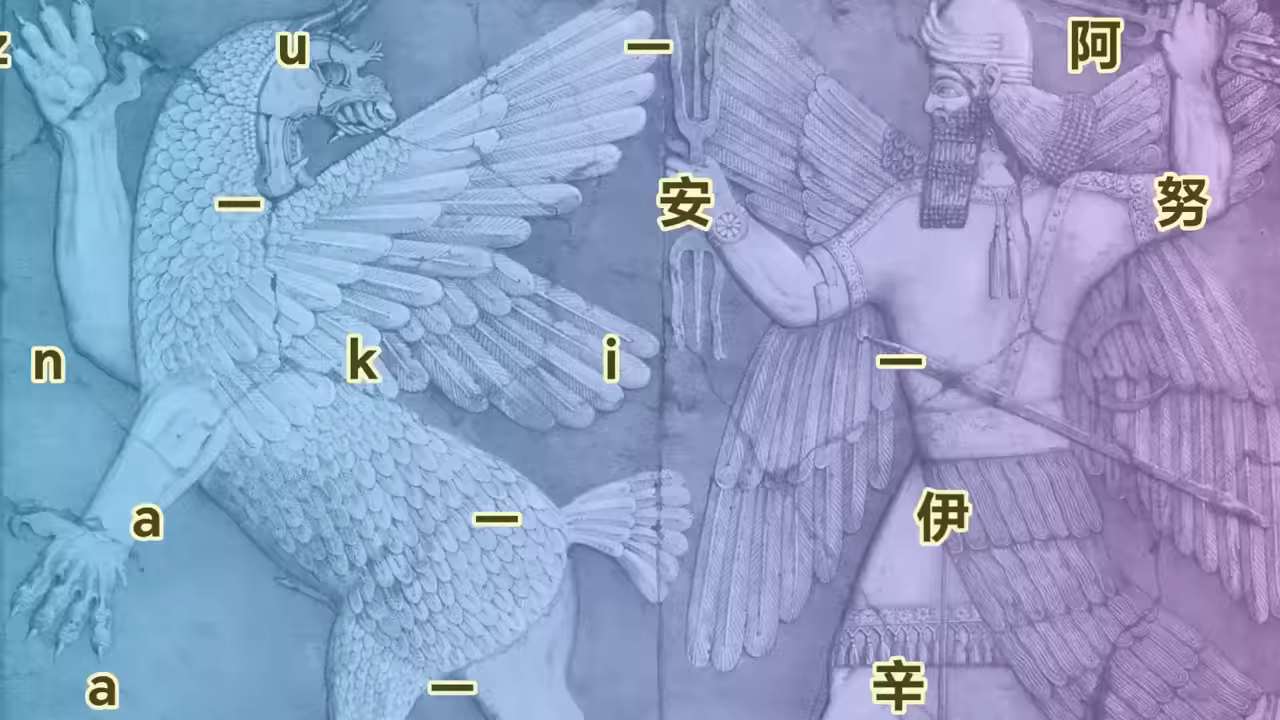 z u — 阿
— 安 努
n k i —
a — 伊
a — 辛